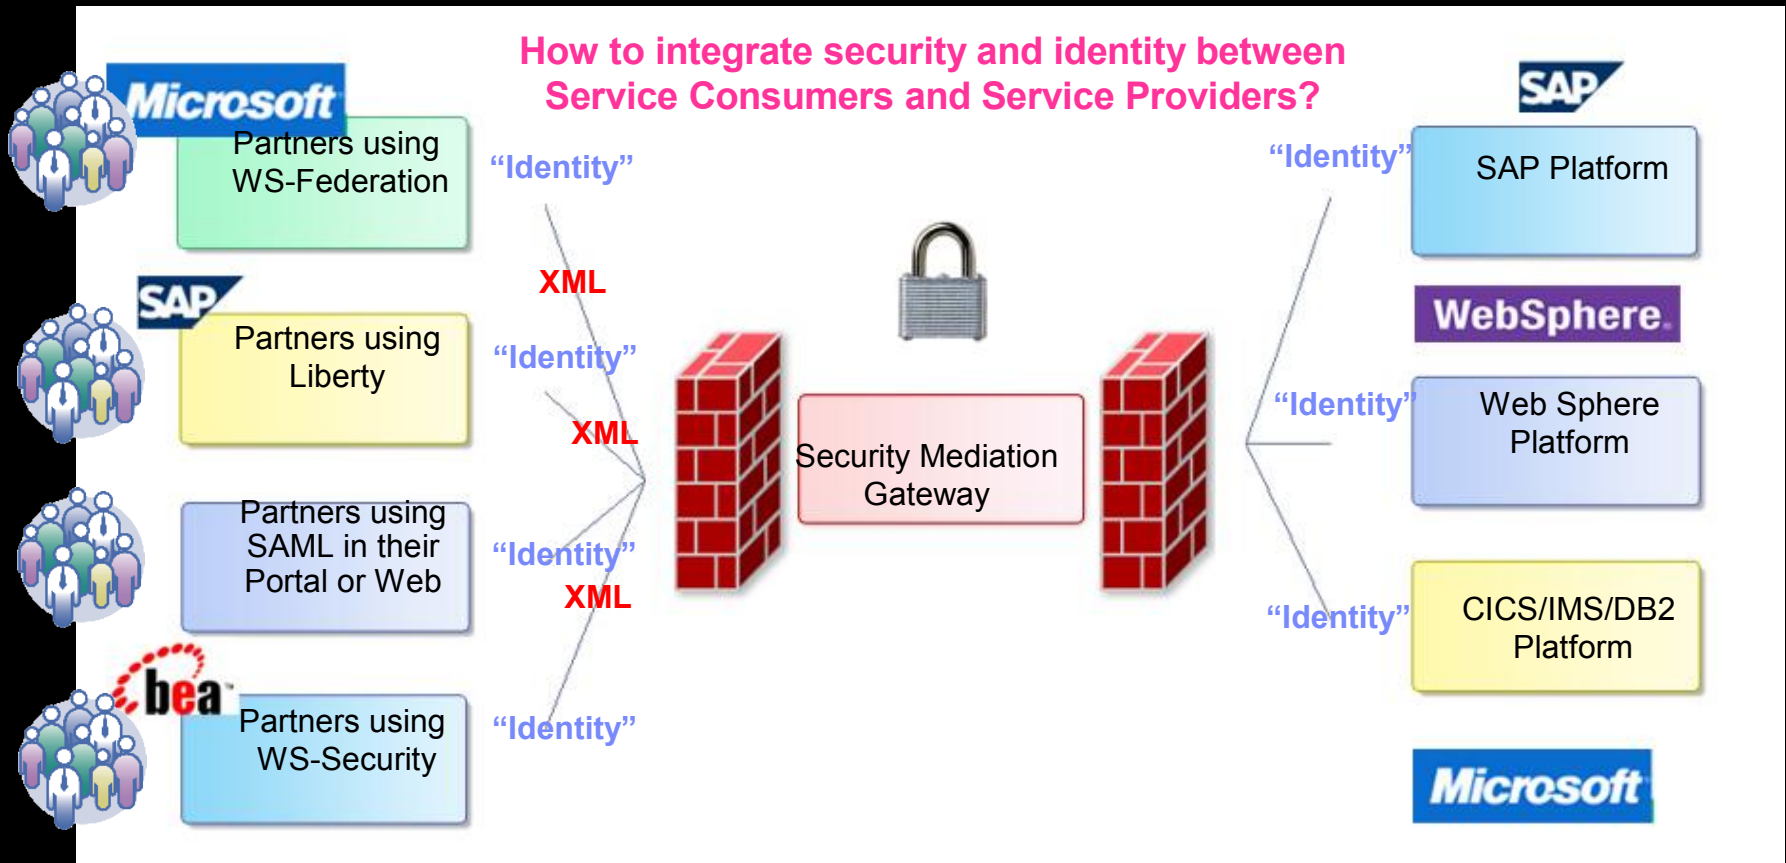 How to integrate security and identity between
Service Consumers and Service Providers?
Microsoft
Partners using
WS-Federation
“Identity”
XML
SAP
Partners using
Liberty
“Identity”
XML
Partners using
SAML in their
Portal or Web
“Identity”
XML
bea™
Partners using
WS-Security
“Identity”
Security Mediation
Gateway
SAP
“Identity”
SAP Platform
WebSphere.
“Identity”
Web Sphere
Platform
“Identity”
CICS/IMS/DB2
Platform
Microsoft